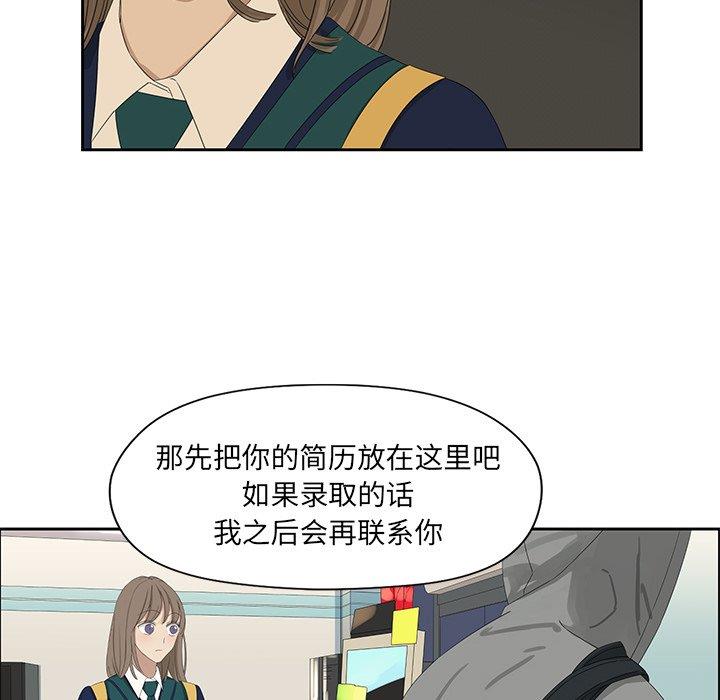 那先把你的简历放在这里吧
如果录取的话
我之后会再联系你